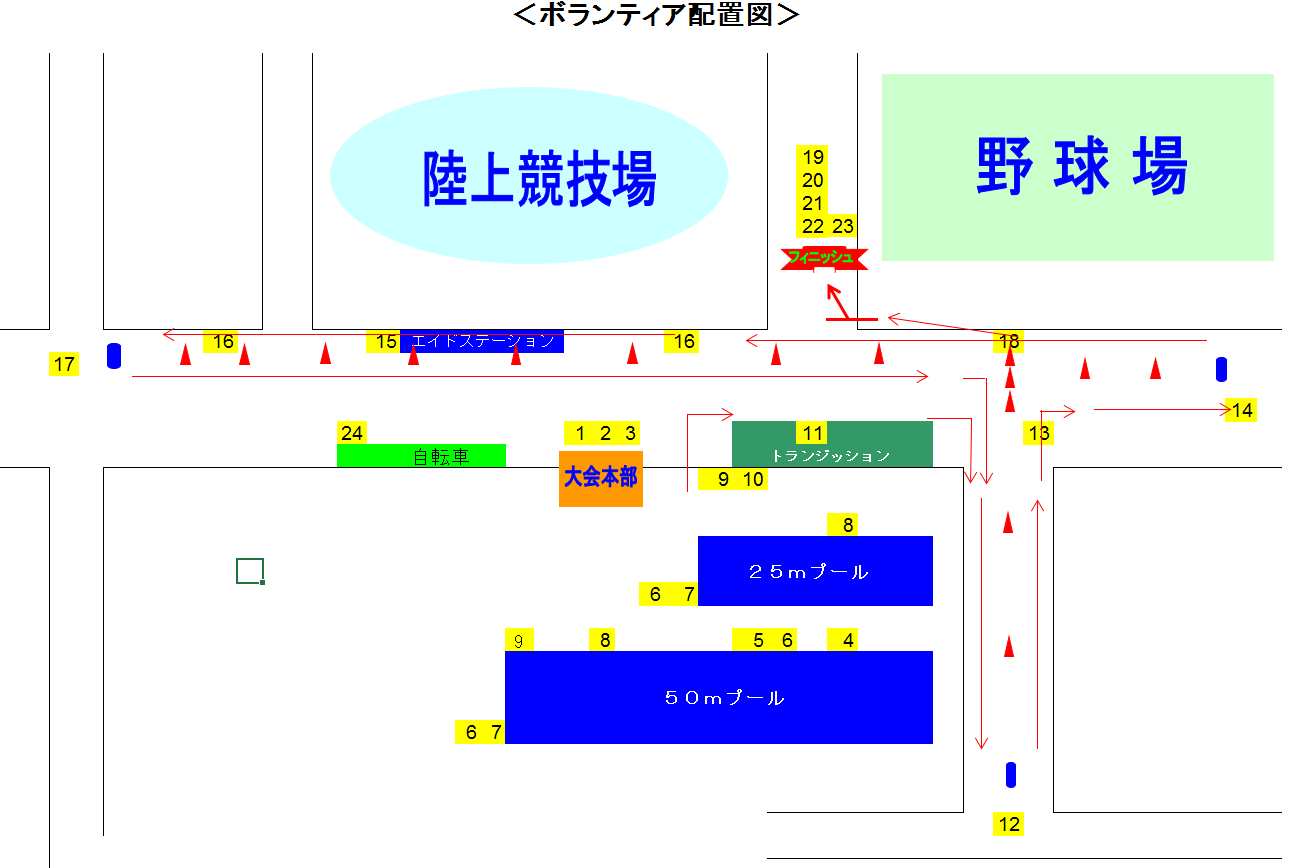 ＜ボランティア配置図＞
陸上競技場
野球場
19
20
21
22 23
フィニッシュ
16
15
エイドステーション
16
18
17
14
24
1 2 3
11
13
自転車
トランジッション
大会本部
9 10
8
２５ｍプール
6 7
9
8
5 6
4
５０ｍプール
6 7
12